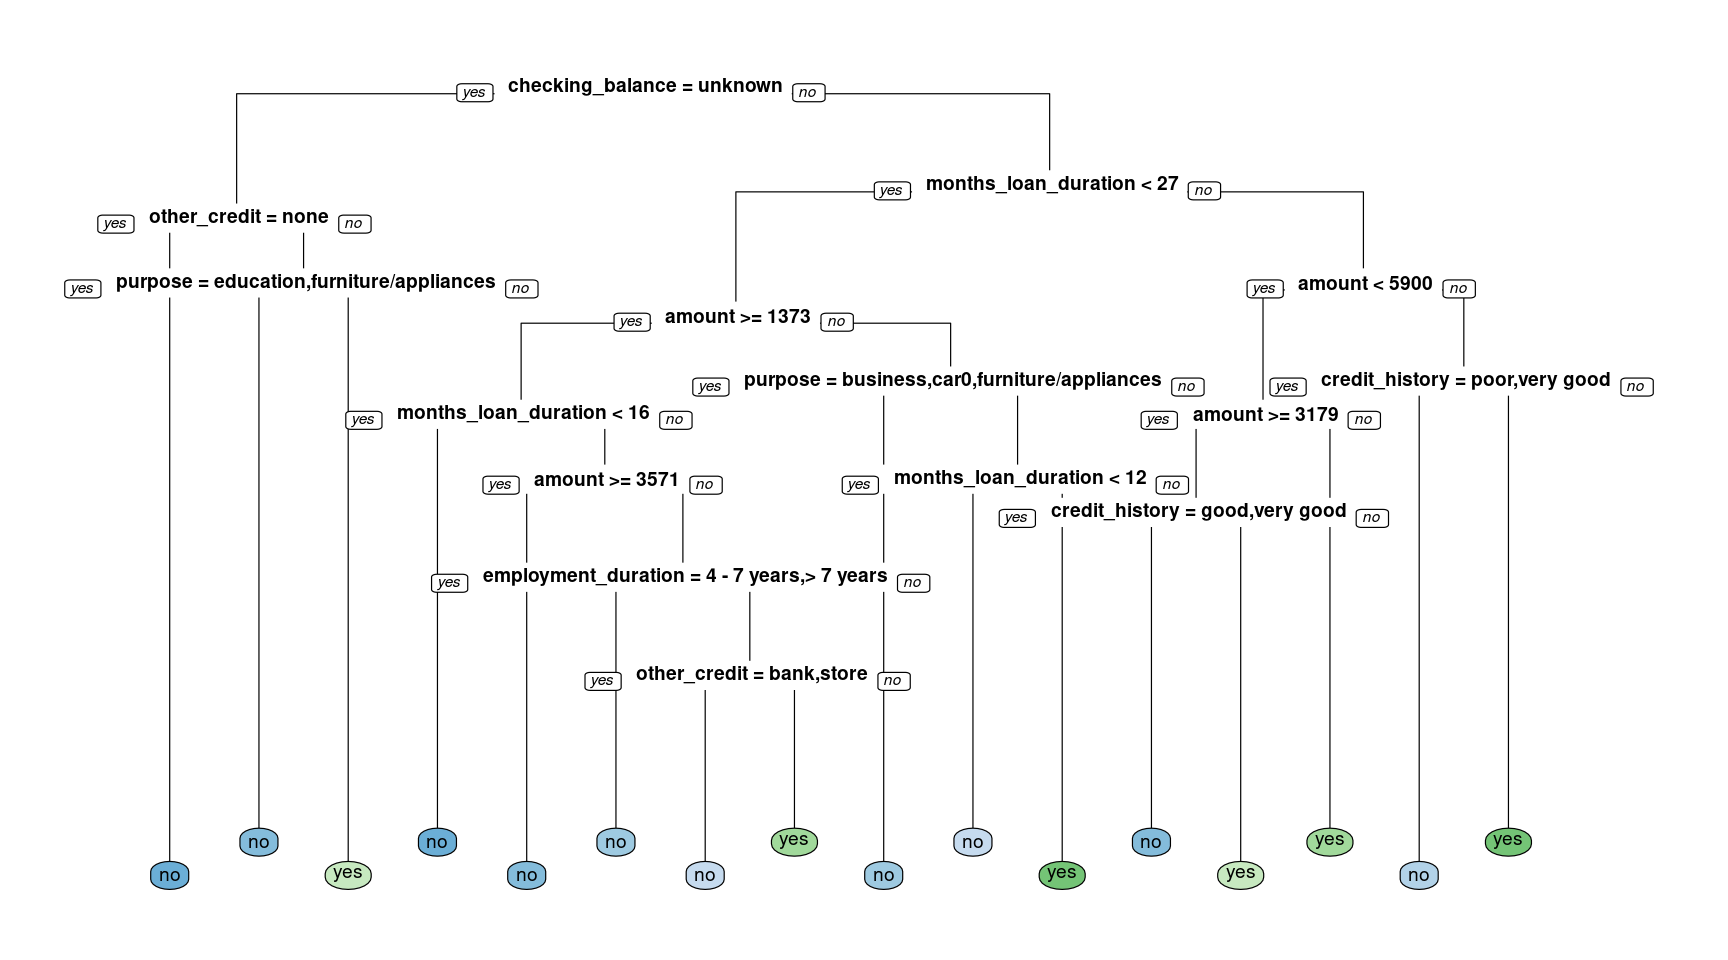 yes checking_balance = unknown no
yes months_loan_duration < 27 no
yes other_credit = none no
yes purpose = education,furniture/appliances no
yes amount < 5900 no
yes amount >= 1373 no
yes purpose = business,car0,furniture/appliances no
yes credit_history = poor,very good no
yes months_loan_duration < 16 no
yes amount >= 3179 no
yes amount >= 3571 no
yes months_loan_duration < 12 no
yes credit_history = good,very good no
yes employment_duration = 4 - 7 years,> 7 years no
yes other_credit = bank,store no
no no no yes no no yes yes
no yes no no no yes yes no